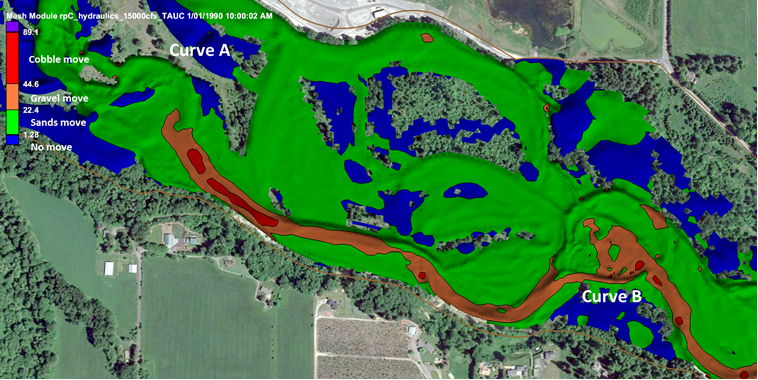 Mesh Module rpC_hydraulics_15000cfs_TAUC 1/01/1990 10:00:02 AM
89.1
Cobble move
44.6
Gravel move
22.4
Sands move
1.28
No move
Curve A
Curve B